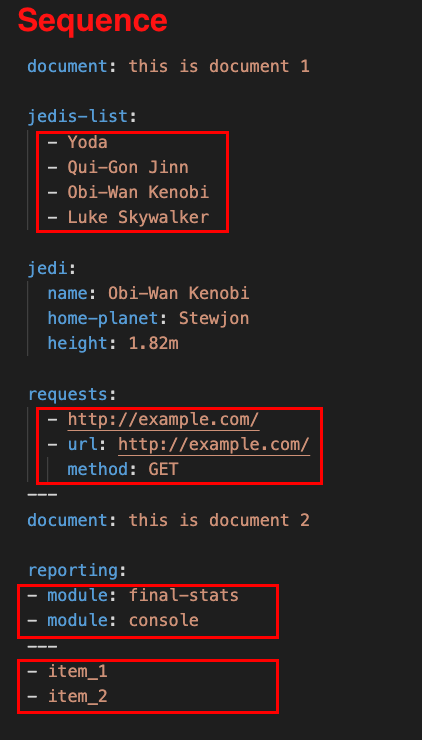 Sequence
document: this is document 1
jedis-list:
- Yoda
- Qui-Gon Jinn
- Obi-Wan Kenobi
- Luke Skywalker
jedi:
name: Obi-Wan Kenobi
home-planet: Stewjon
height: 1.82m
requests:
- http://example.com/
- url: http://example.com/
method: GET
---
document: this is document 2
reporting:
- module: final-stats
- module: console
---
- item_1
- item_2